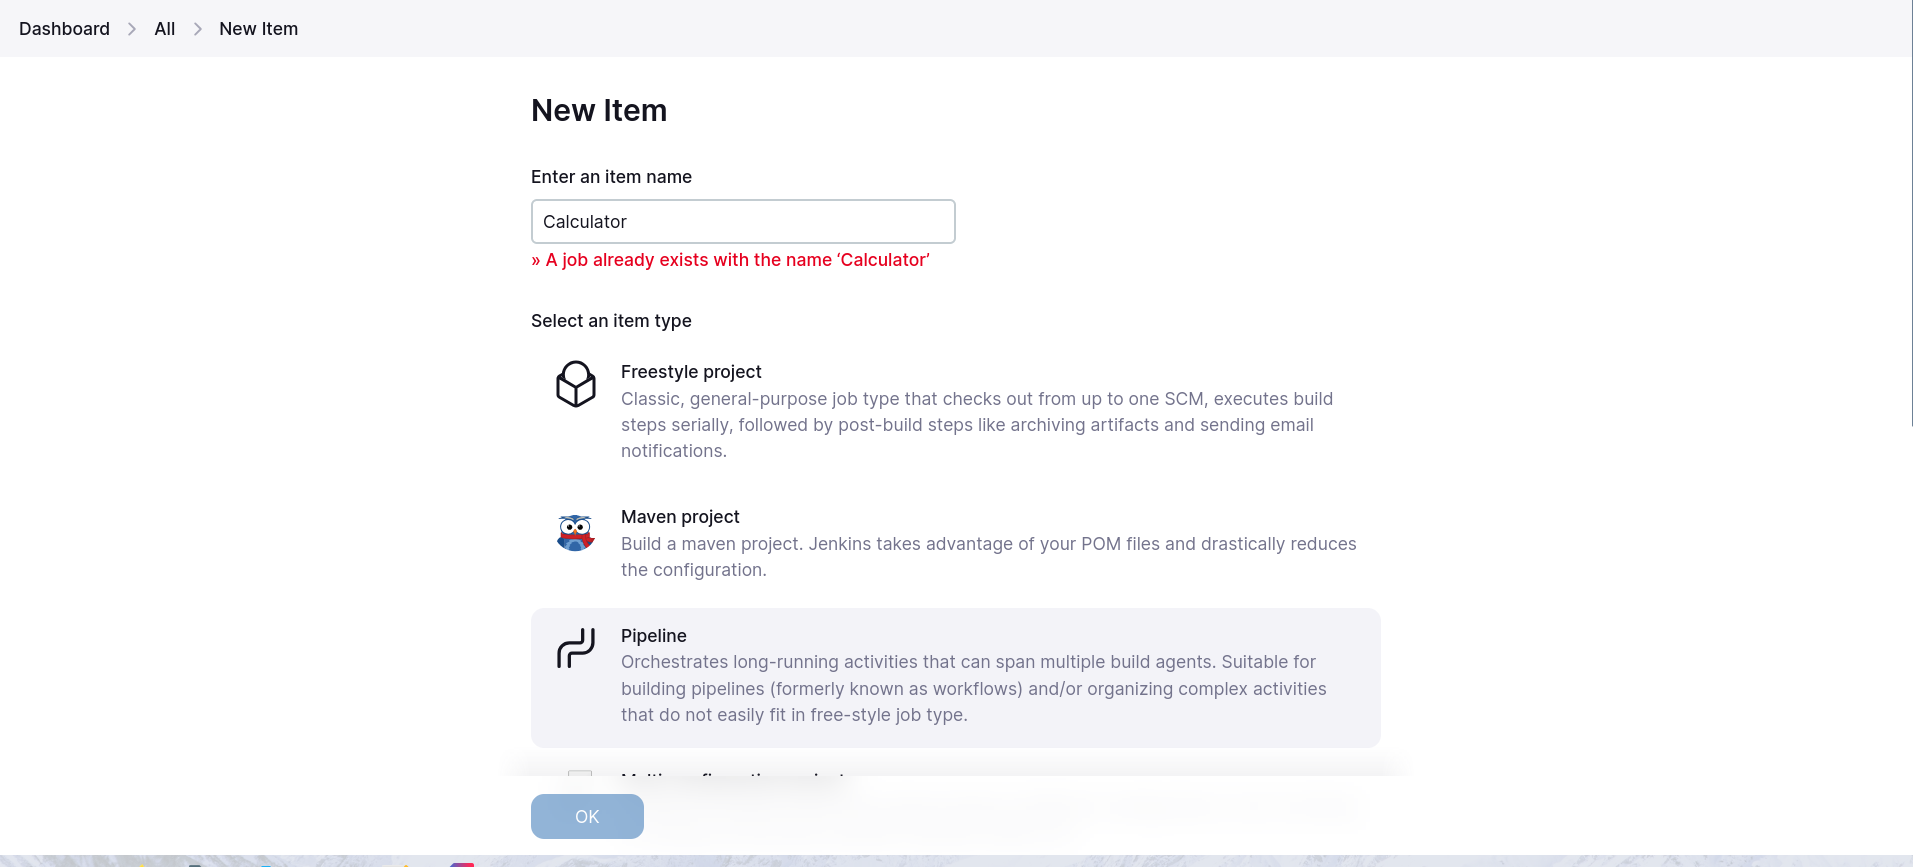 Dashboard > All > New Item
New Item
Enter an item name
Calculator
» A job already exists with the name ‘Calculator’
Select an item type
Freestyle project
Classic, general-purpose job type that checks out from up to one SCM, executes build
steps serially, followed by post-build steps like archiving artifacts and sending email
notifications.
Maven project
Build a maven project. Jenkins takes advantage of your POM files and drastically reduces
the configuration.
Pipeline
Orchestrates long-running activities that can span multiple build agents. Suitable for
building pipelines (formerly known as workflows) and/or organizing complex activities
that do not easily fit in free-style job type.
OK